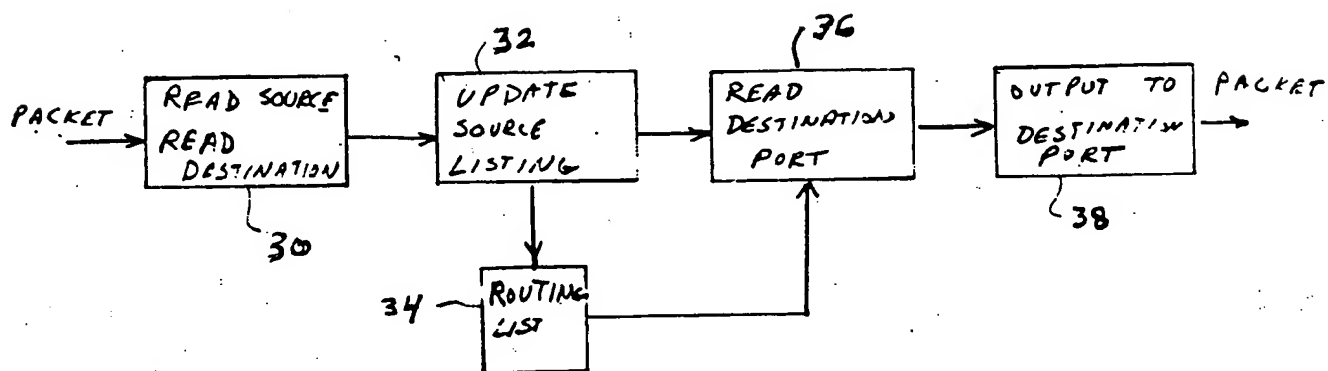 PACKET
READ SOURCE
READ
DESTINATION
30
32
UPDATE
SOURCE
LISTING
34
ROUTING
LIST
36
READ
DESTINATION
PORT
OUTPUT TO
DESTINATION
PORT
38
PACKET